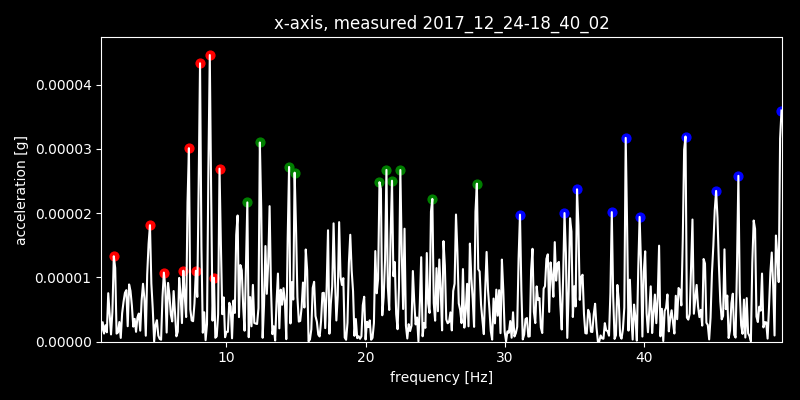 x-axis, measured 2017_12_24-18_40_02
acceleration [g]
0.00004
0.00003
0.00002
0.00001
0.00000
10 20 30 40
frequency [Hz]